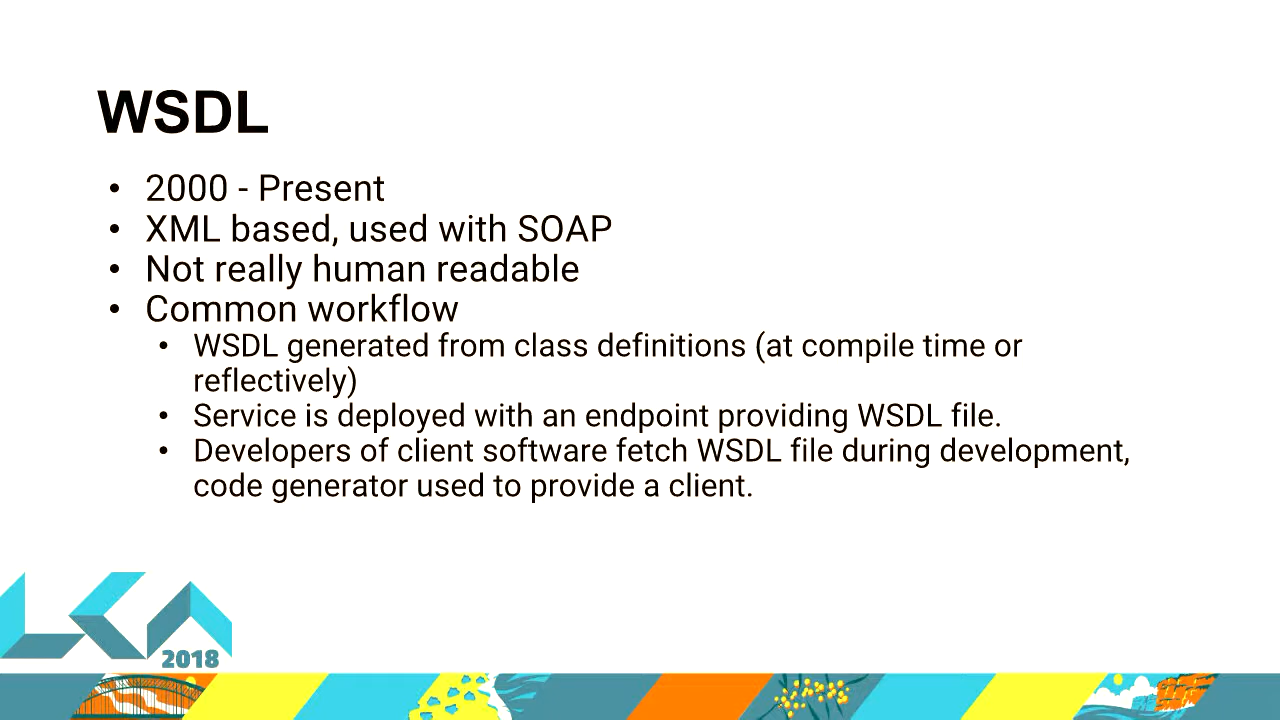 WSDL
• 2000 - Present
• XML based, used with SOAP
• Not really human readable
• Common workflow
• WSDL generated from class definitions (at compile time or
reflectively)
• Service is deployed with an endpoint providing WSDL file.
• Developers of client software fetch WSDL file during development,
code generator used to provide a client.
LCA
2018